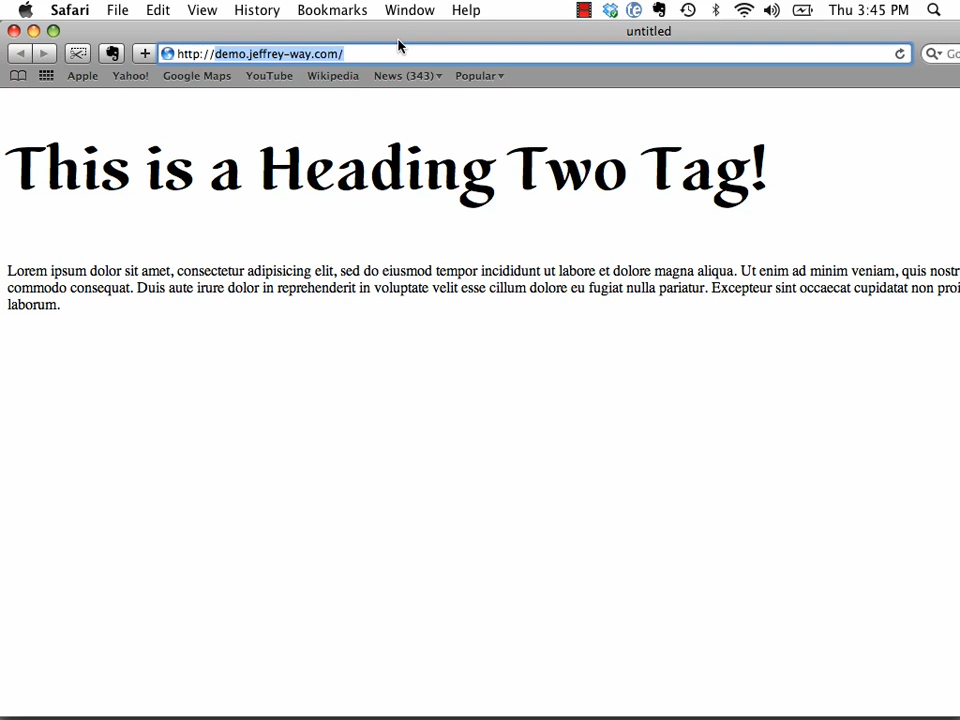 Safari File Edit View History Bookmarks Window Help Thu 3:45 PM
untitled
http://demo.jeffrey-way.com/
Apple Yahoo! Google Maps YouTube Wikipedia News (343) Popular
This is a Heading Two Tag!
Lorem ipsum dolor sit amet, consectetur adipisicing elit, sed do eiusmod tempor incididunt ut labore et dolore magna aliqua. Ut enim ad minim veniam, quis nostr
commodo consequat. Duis aute irure dolor in reprehenderit in voluptate velit esse cillum dolore eu fugiat nulla pariatur. Excepteur sint occaecat cupidatat non proi
laborum.